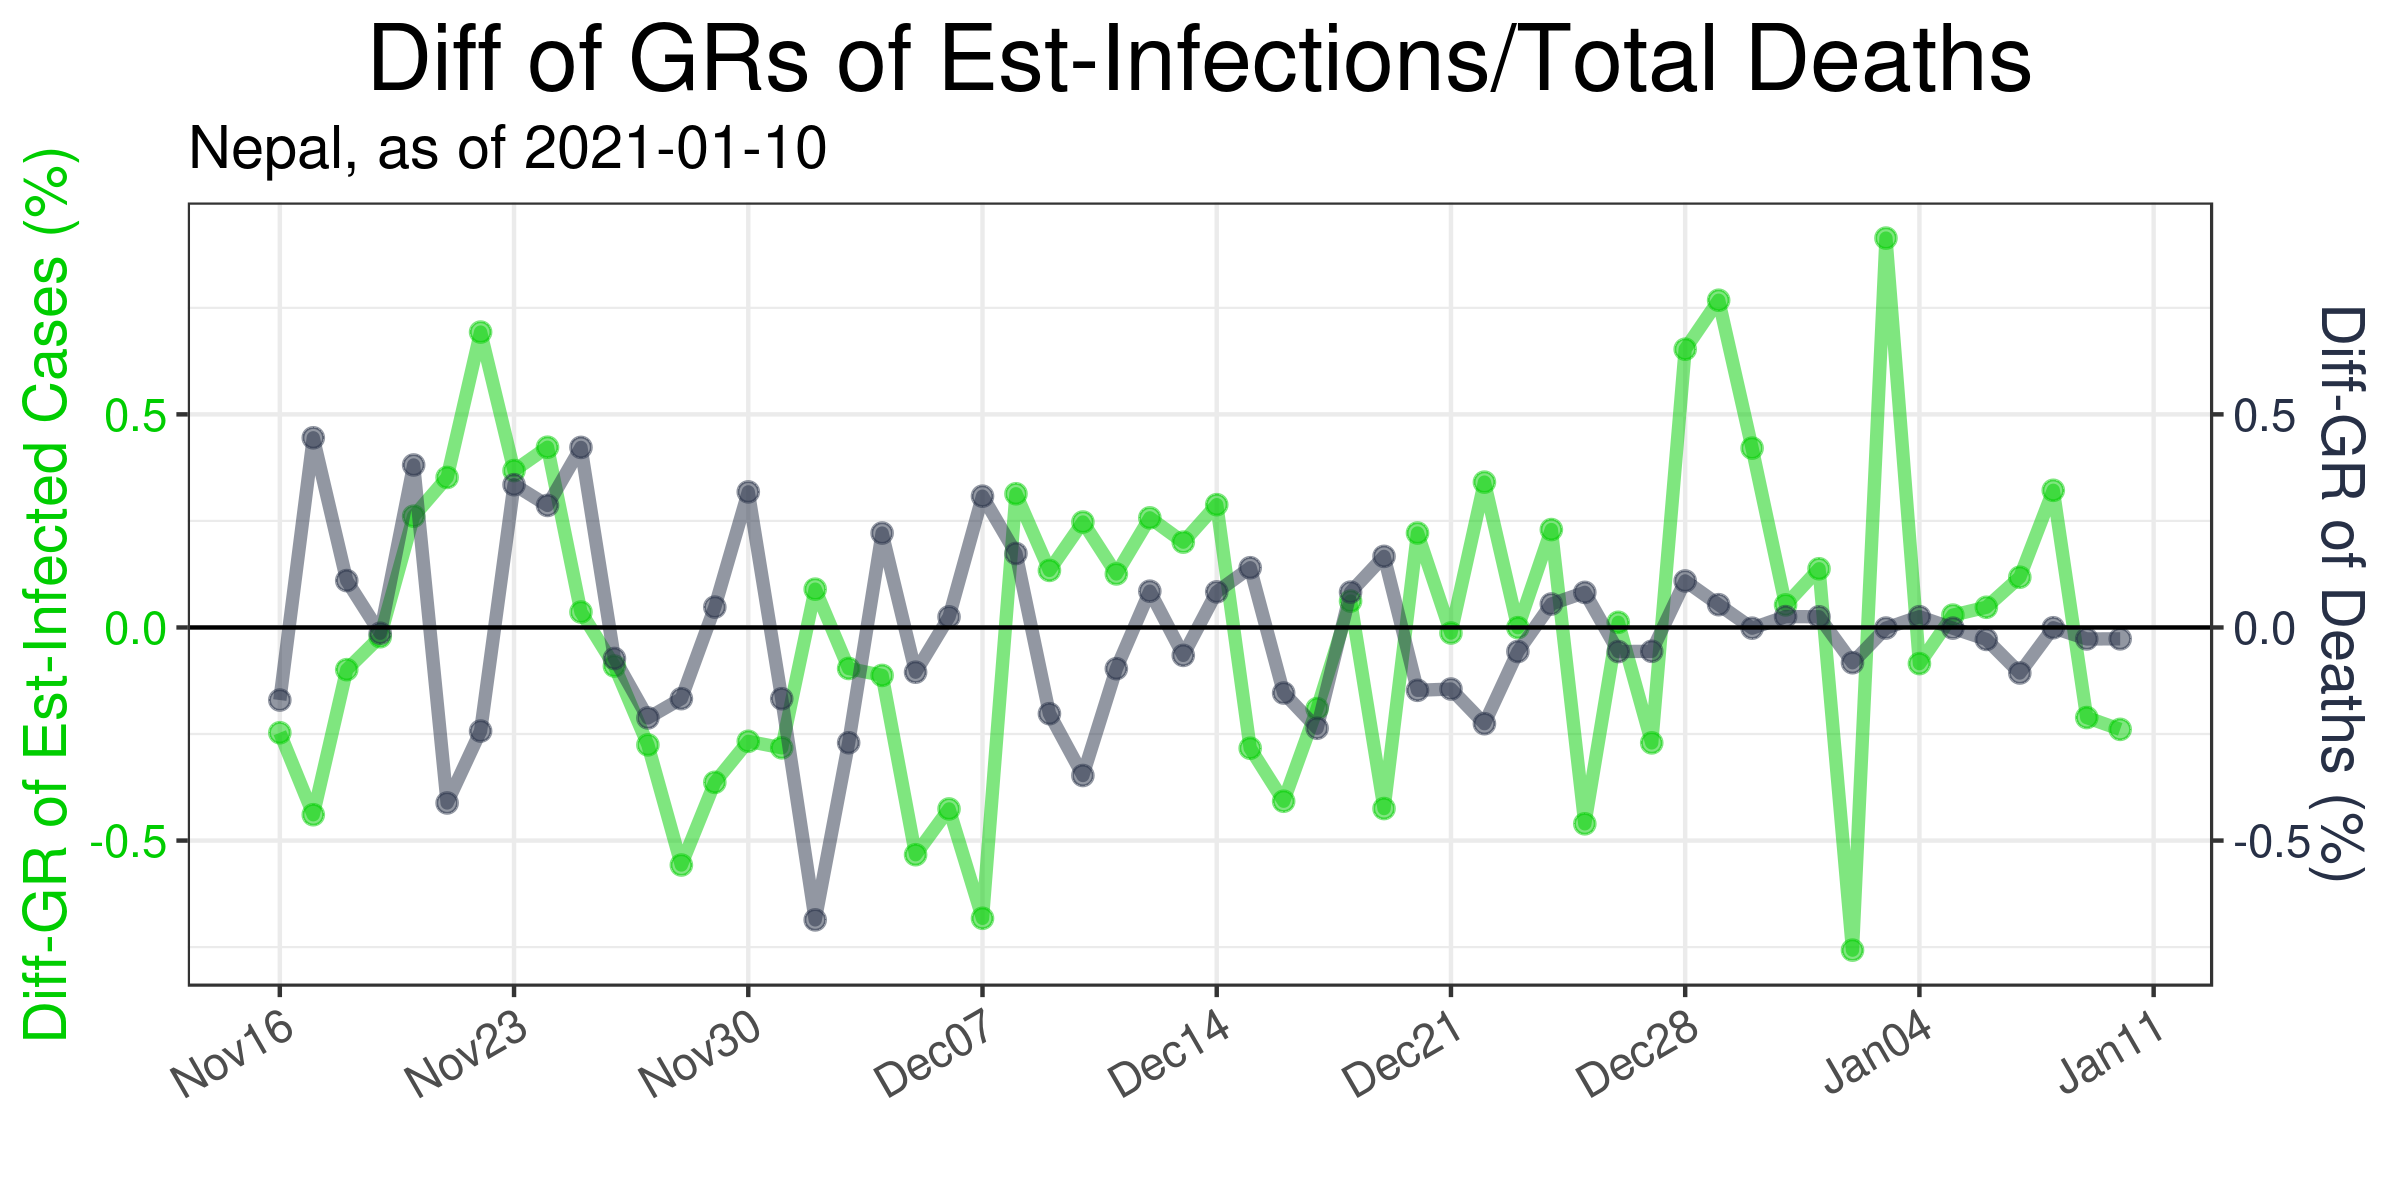 Diff of GRs of Est-Infections/Total Deaths
Nepal, as of 2021-01-10
Diff-GR of Est-Infected Cases (%)
0.5
0.0
-0.5
0.5
0.0
-0.5
Diff-GR of Deaths (%)
Nov16
Nov23
Nov30
Dec07
Dec14
Dec21
Dec28
Jan04
Jan11